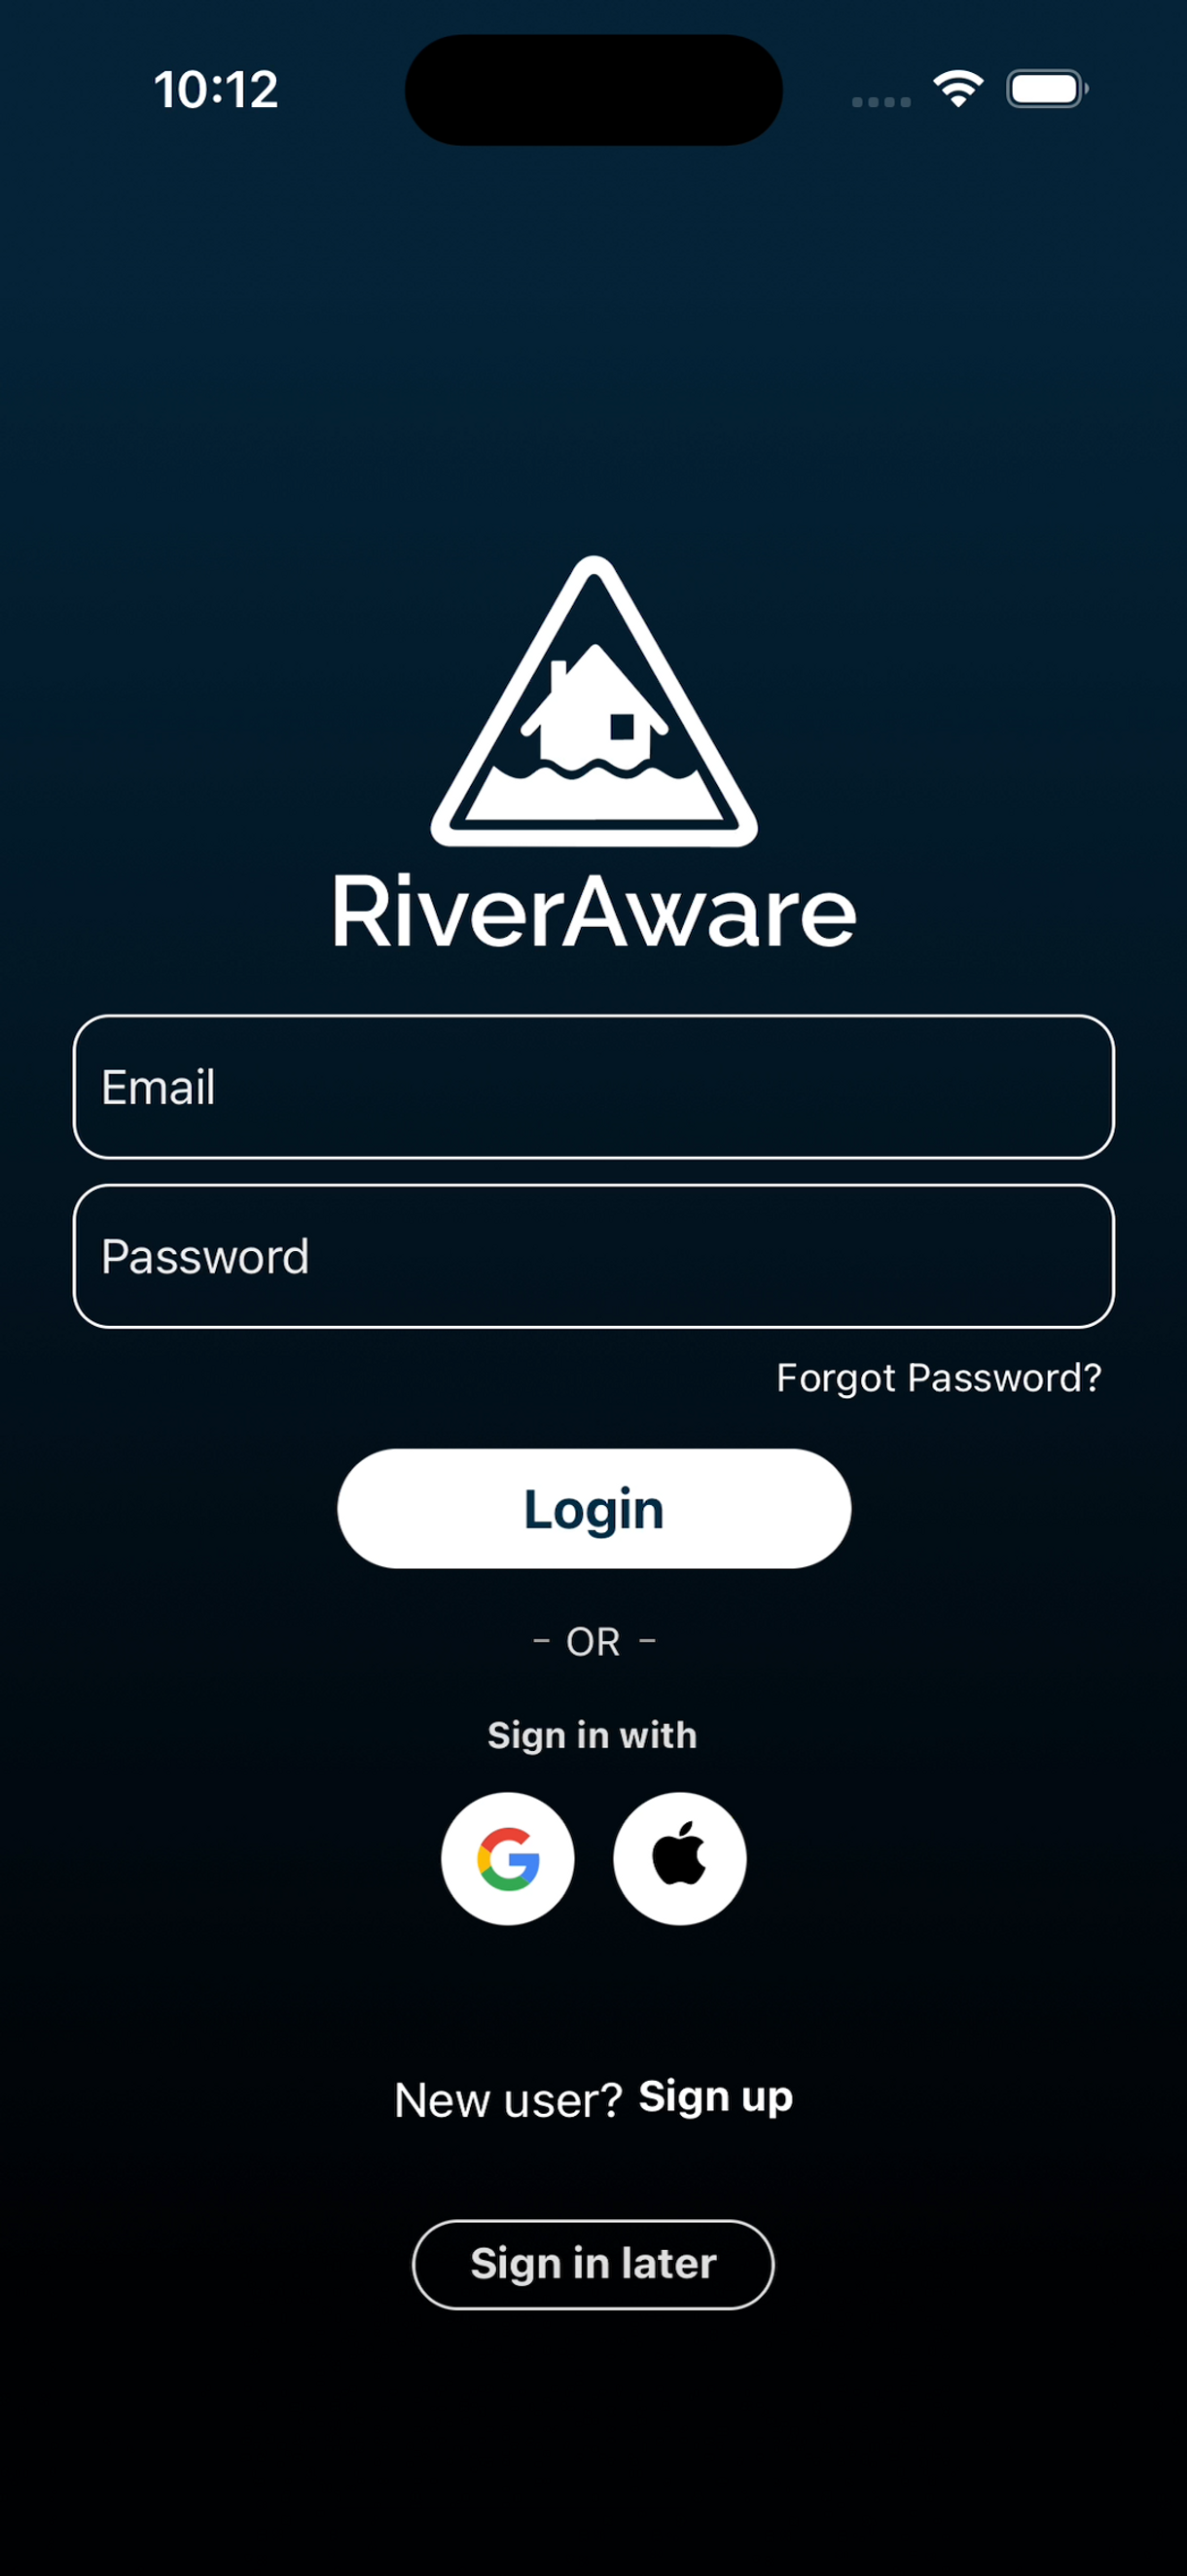 10:12
RiverAware
Email
Password
Forgot Password?
Login
- OR -
Sign in with
New user? Sign up
Sign in later